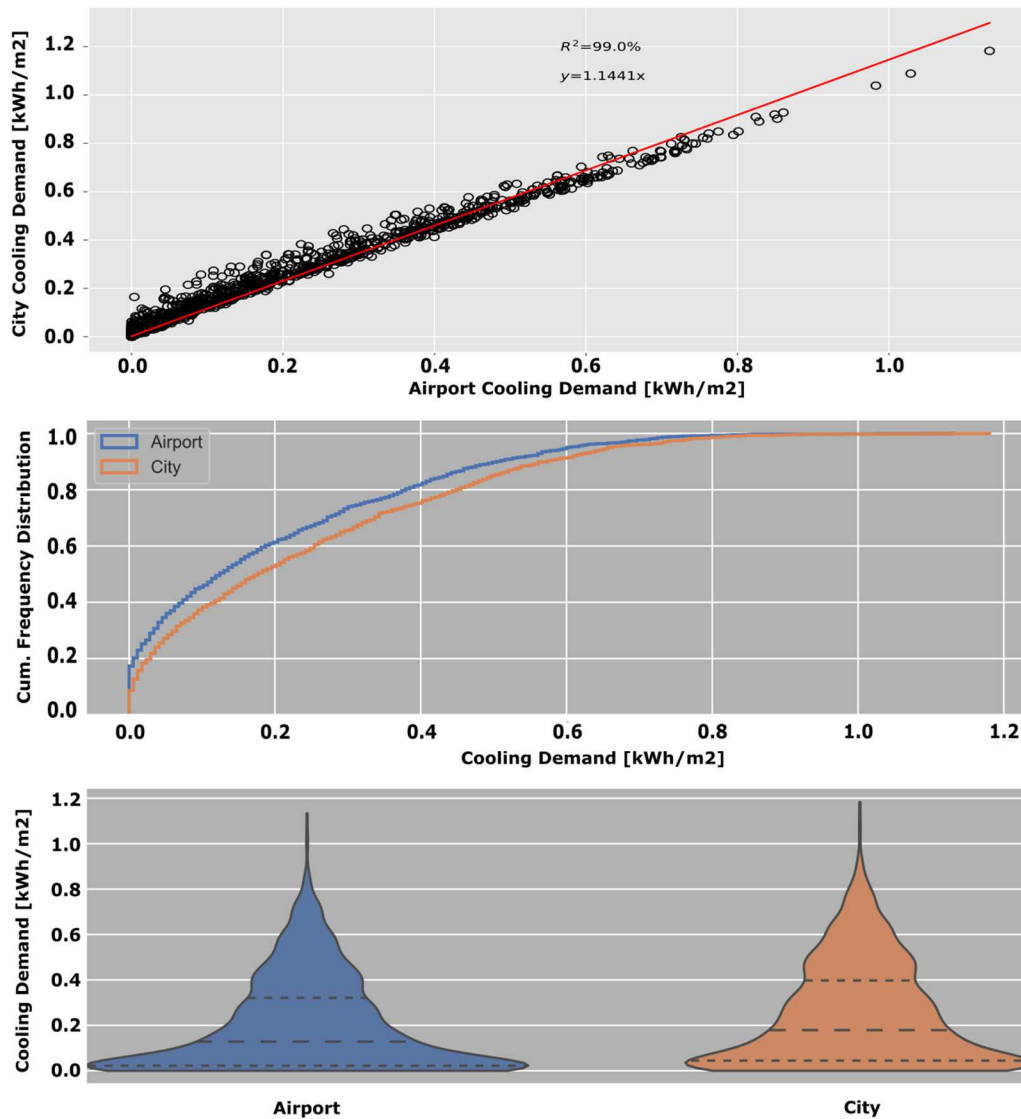 City Cooling Demand [kWh/m2]
1.2
1.0
0.8
0.6
0.4
0.2
0.0
R²=99.0%
y=1.1441x
0.0 0.2 0.4 0.6 0.8 1.0
Airport Cooling Demand [kWh/m2]
Cum. Frequency Distribution
1.0
0.8
0.6
0.4
0.2
0.0
Airport
City
0.0 0.2 0.4 0.6 0.8 1.0 1.2
Cooling Demand [kWh/m2]
Cooling Demand [kWh/m2]
1.2
1.0
0.8
0.6
0.4
0.2
0.0
Airport City